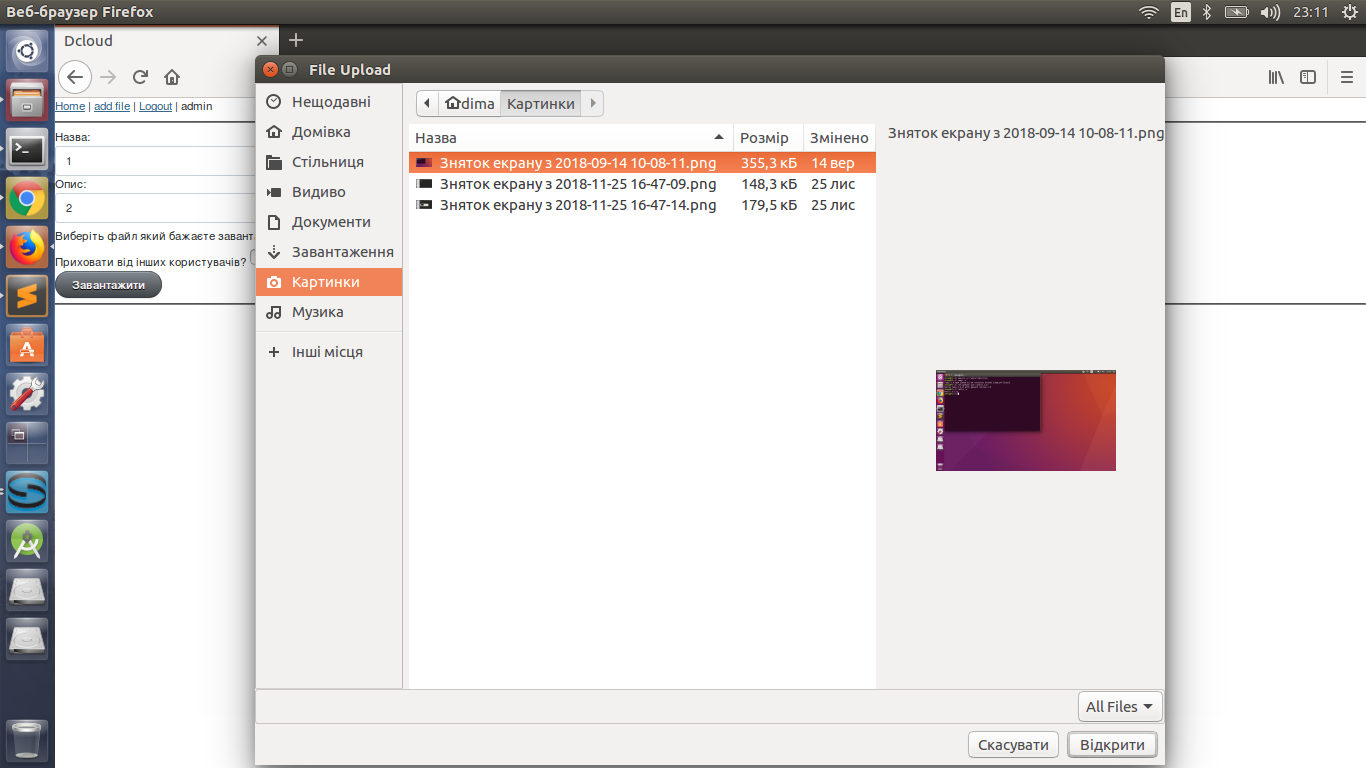 Веб-браузер Firefox
En
23:11
Dcloud
File Upload
Home | add file | Logout | admin
Назва:
1
Опис:
2
Виберіть файл який бажаєте заванта
Приховати від інших користувачів?
Завантажити
Нещодавні
Домівка
Стільниця
Видиво
Документи
Завантаження
Картинки
Музика
Інші місця
dima Картинки
Назва Розмір Змінено
Зняток екрану з 2018-09-14 10-08-11.png 355,3 кБ 14 вер
Зняток екрану з 2018-11-25 16-47-09.png 148,3 кБ 25 лис
Зняток екрану з 2018-11-25 16-47-14.png 179,5 кБ 25 лис
Зняток екрану з 2018-09-14 10-08-11.png
All Files
Скасувати Відкрити